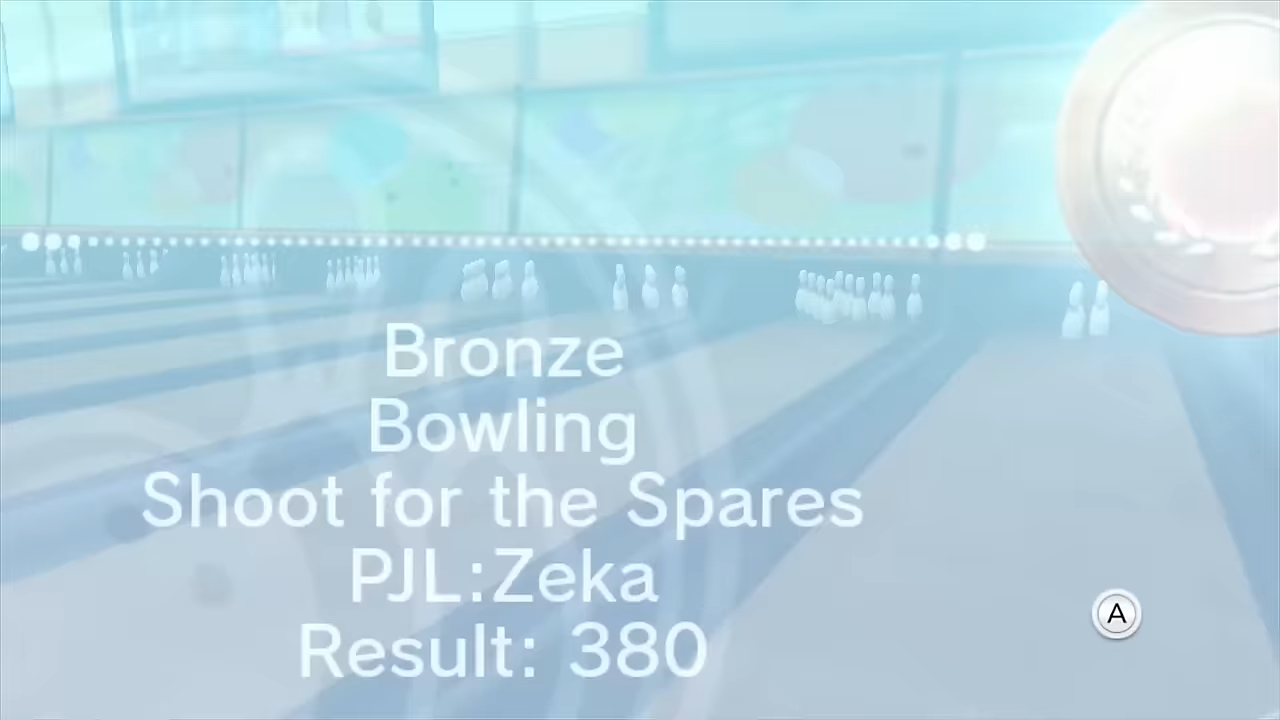 Bronze
Bowling
Shoot for the Spares
PJL:Zeka
Result: 380
A